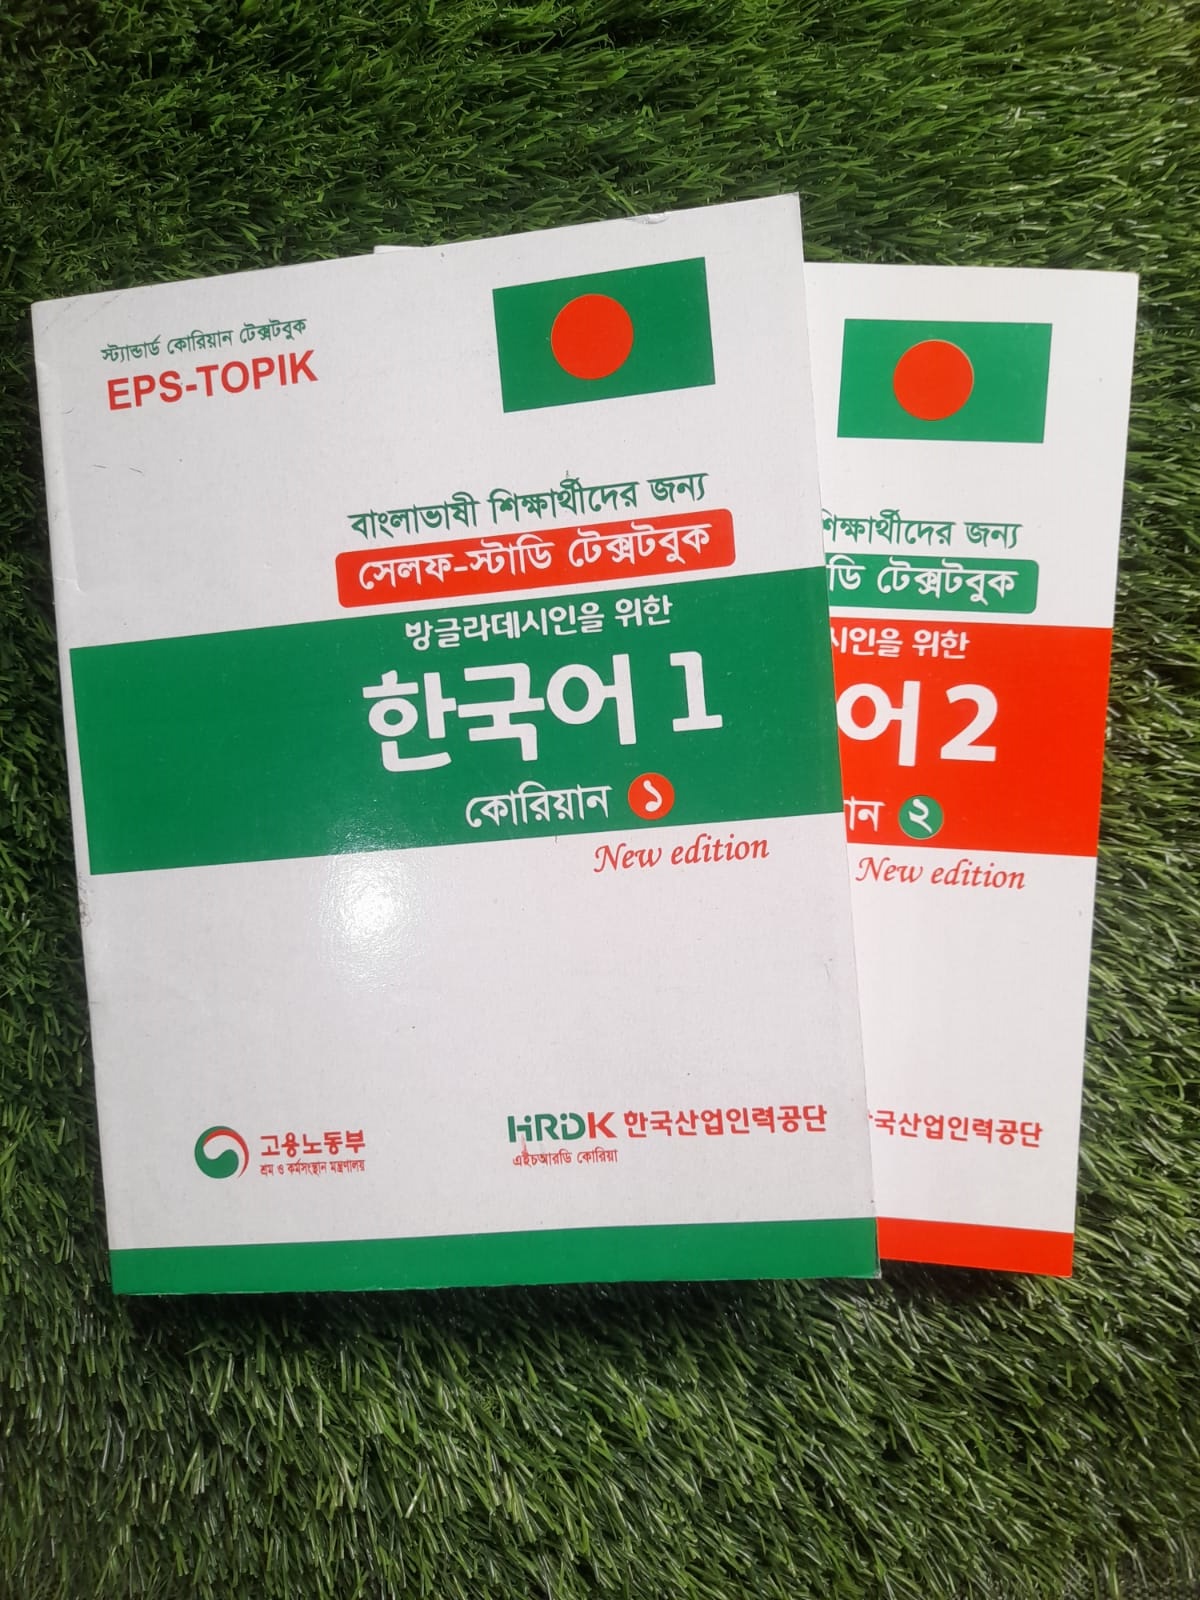 স্ট্যান্ডার্ড কোরিয়ান টেক্সটবুক
EPS-TOPIK
বাংলাভাষী শিক্ষার্থীদের জন্য
সেলফ-স্টাডি টেক্সটবুক
방글라데시인을 위한
한국어 1
কোরিয়ান ১
New edition
고용노동부
শ্রম ও কর্মসংস্থান মন্ত্রণালয়
HRDK 한국산업인력공단
এইচআরডি কোরিয়া
শিক্ষার্থীদের জন্য
ডি টেক্সটবুক
시인을 위한
어 2
ান ২
New edition
국산업인력공단